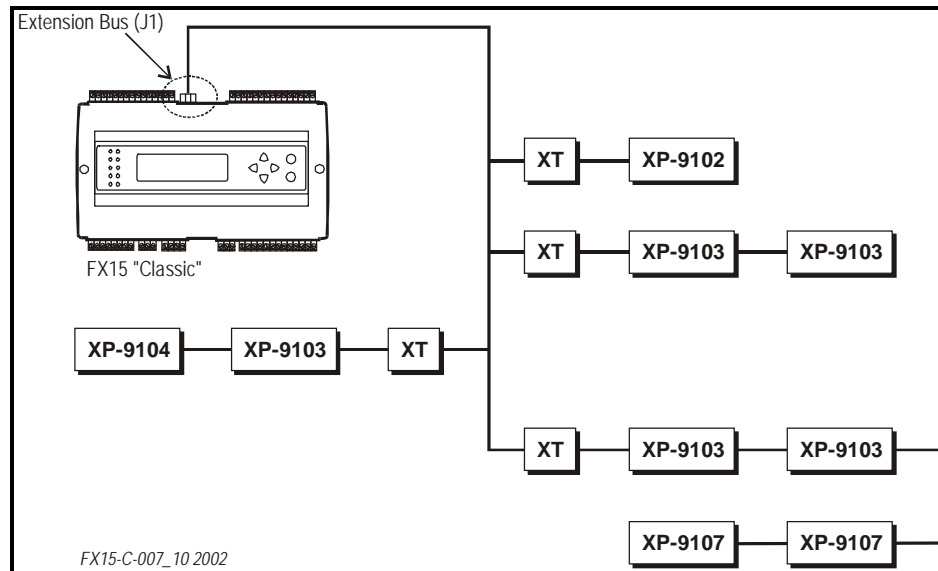 Extension Bus (J1)
FX15 "Classic"
XT XP-9102
XT XP-9103 XP-9103
XP-9104 XP-9103 XT
XT XP-9103 XP-9103
XP-9107 XP-9107
FX15-C-007_10 2002